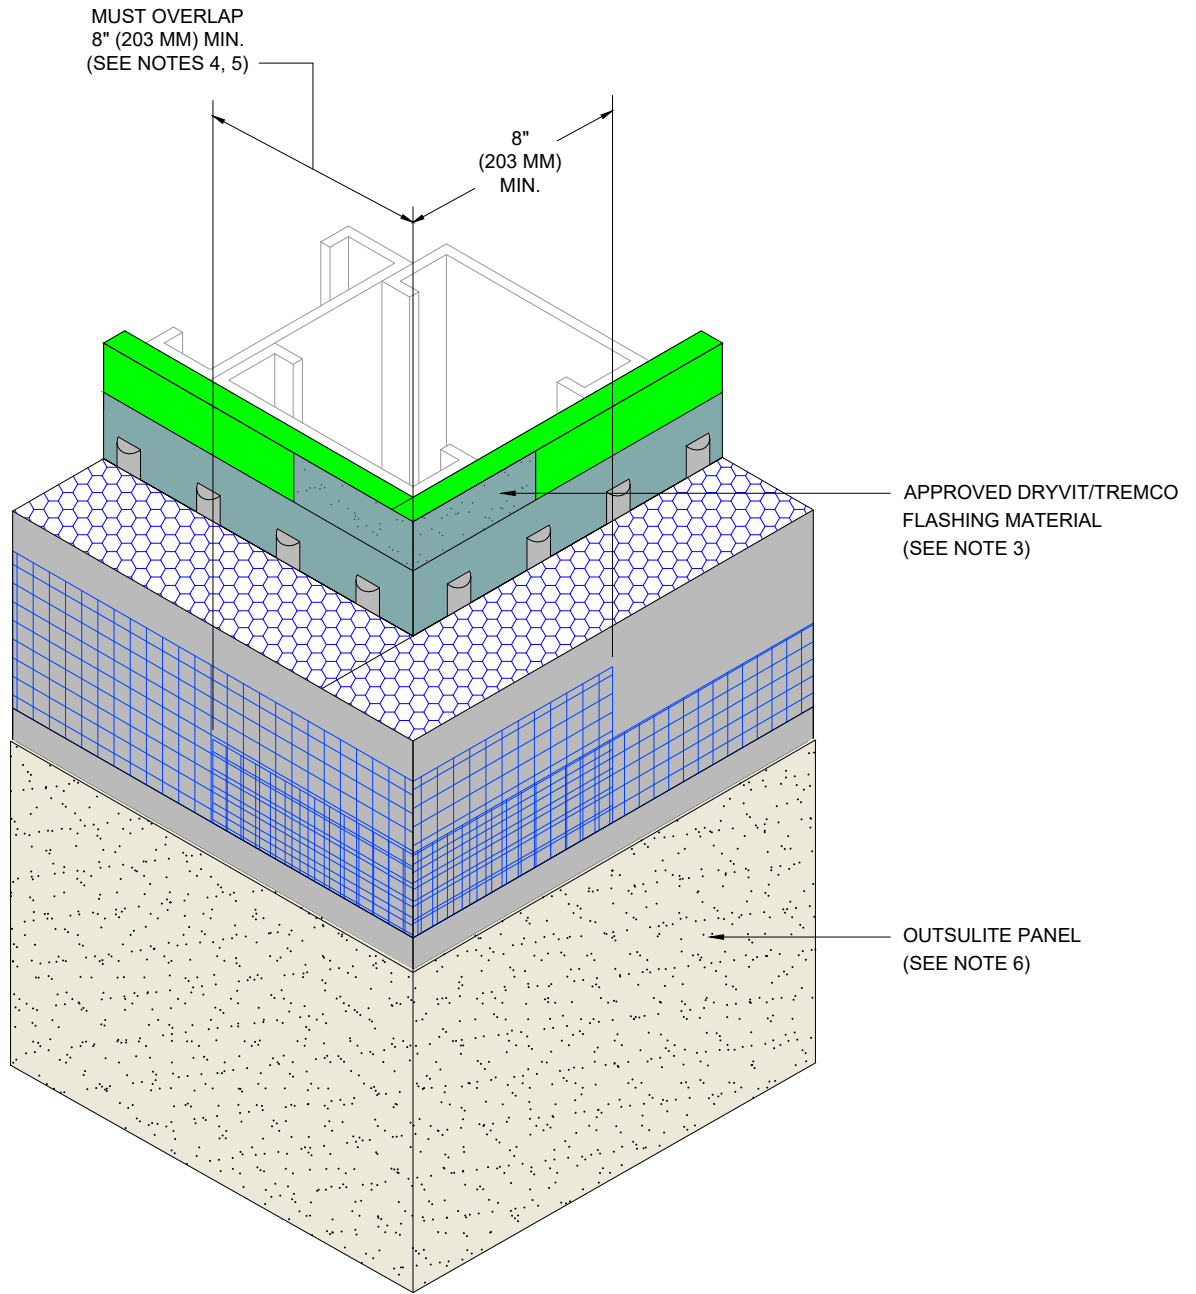 MUST OVERLAP
8" (203 MM) MIN.
(SEE NOTES 4, 5)
8"
(203 MM)
MIN.
APPROVED DRYVIT/TREMCO
FLASHING MATERIAL
(SEE NOTE 3)
OUTSULITE PANEL
(SEE NOTE 6)